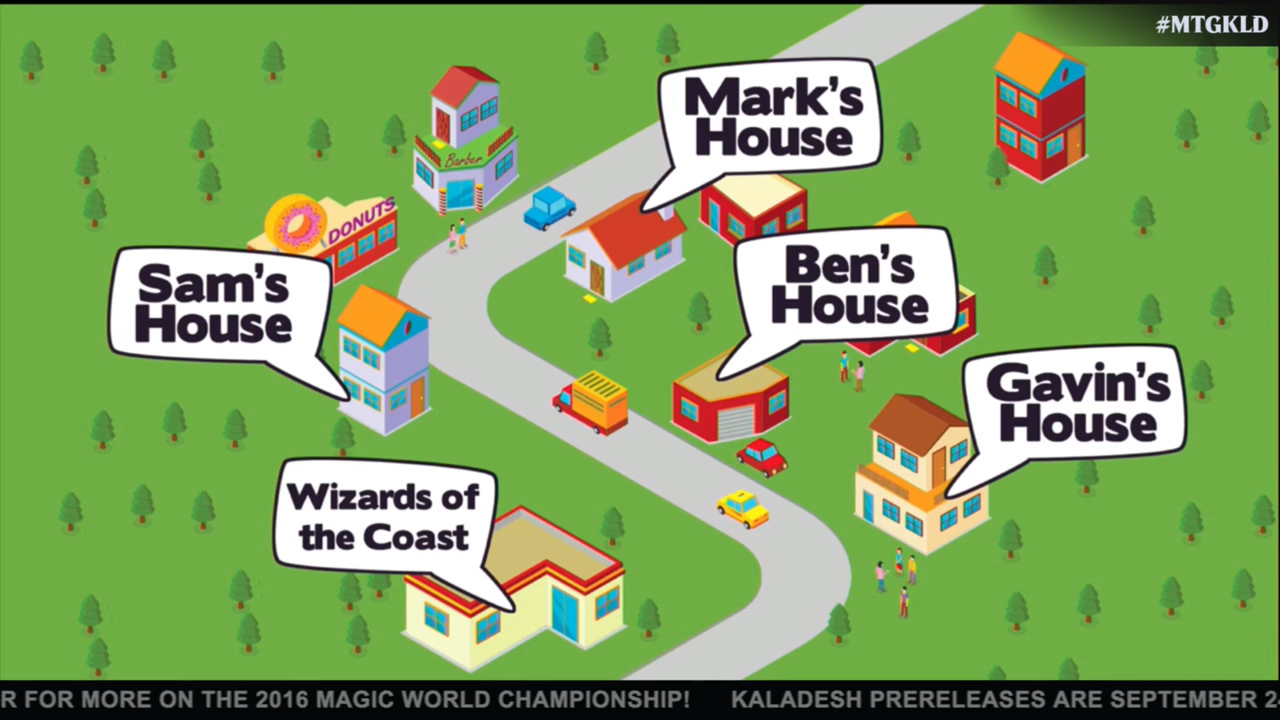 #MTGKLD
Mark's
House
Barber
DONUTS
Ben's
House
Sam's
House
Gavin's
House
Wizards of
the Coast
R FOR MORE ON THE 2016 MAGIC WORLD CHAMPIONSHIP! KALADESH PRERELEASES ARE SEPTEMBER 2